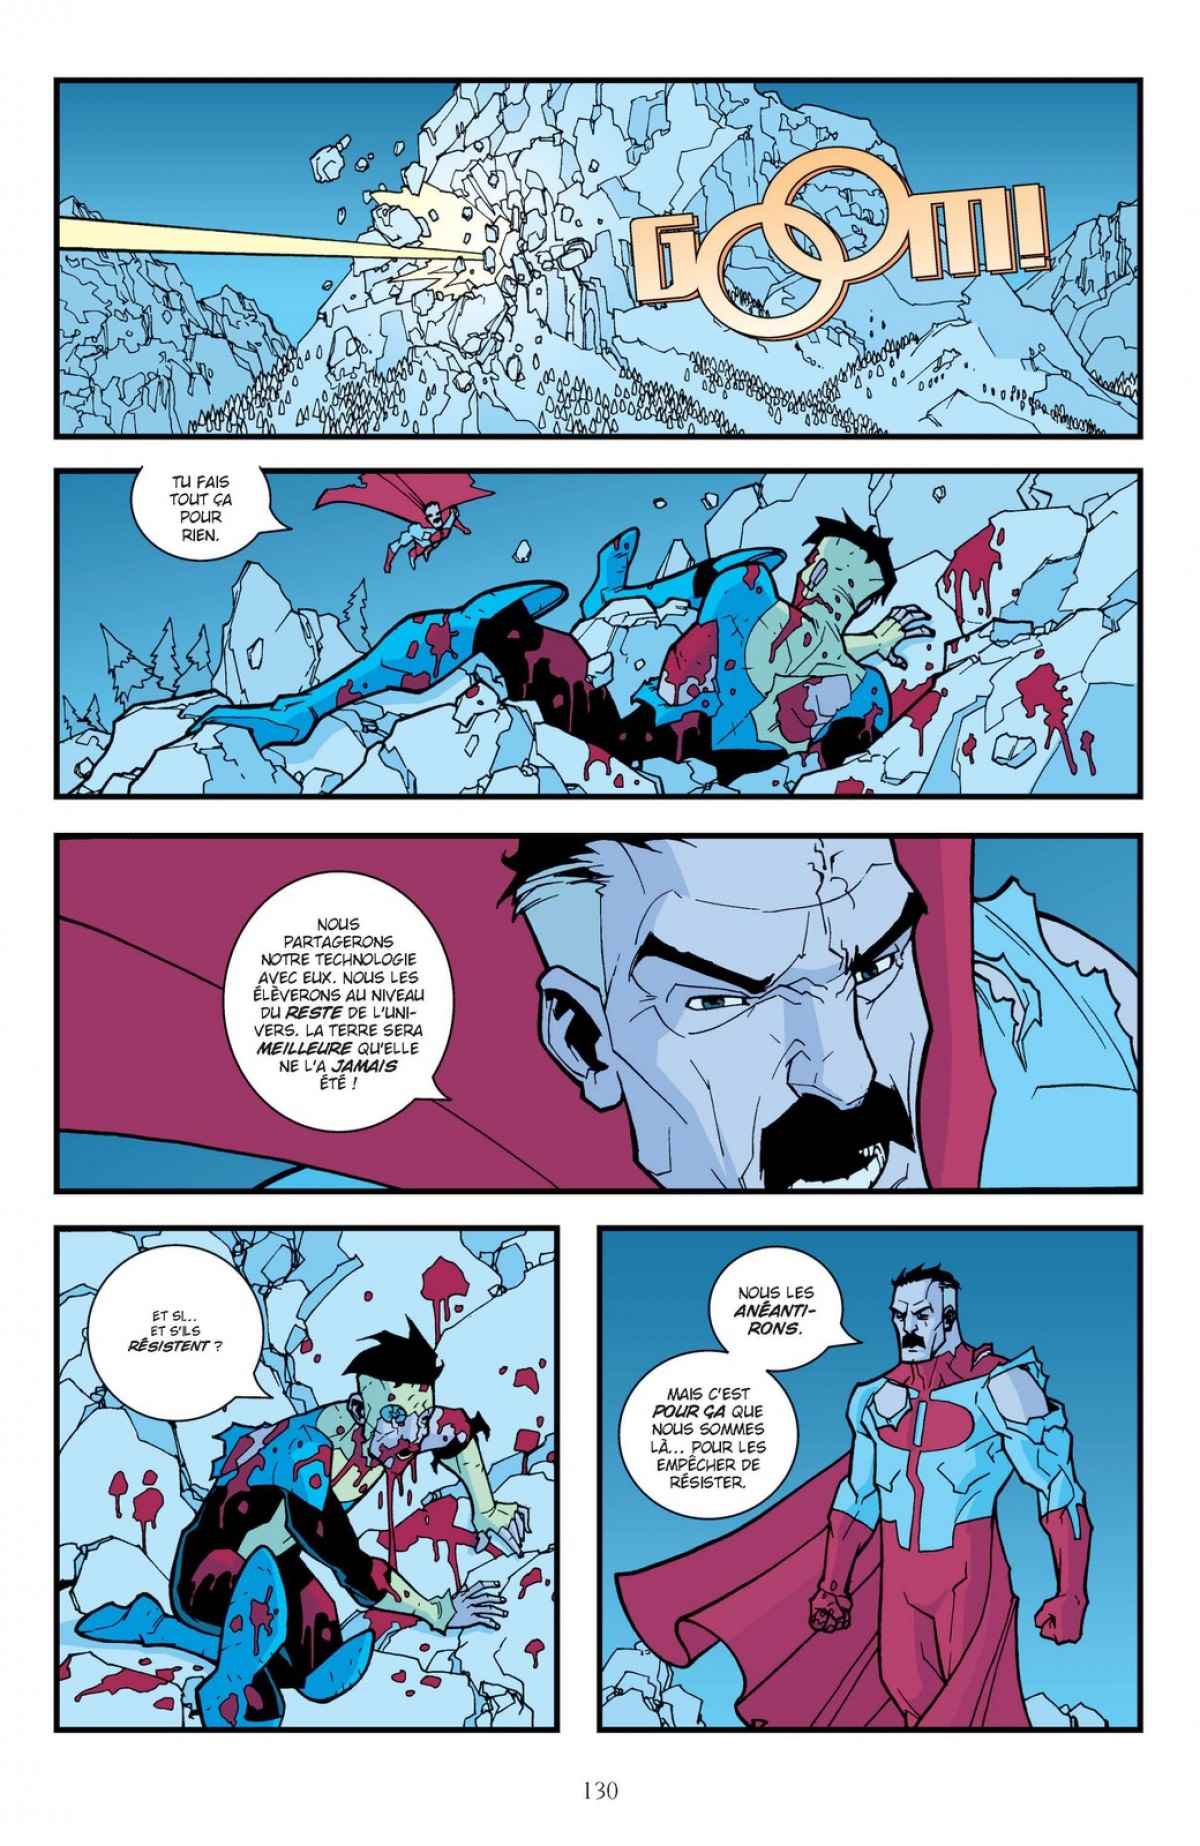 GOOM!
TU FAIS
TOUT ÇA
POUR
RIEN.
NOUS
PARTAGERONS
NOTRE TECHNOLOGIE
AVEC EUX. NOUS LES
ÉLÈVERONS AU NIVEAU
DU RESTE DE L'UNI-
VERS. LA TERRE SERA
MEILLEURE QU'ELLE
NE L'A JAMAIS
ÉTÉ !
ET SI...
ET S'ILS
RÉSISTENT ?
NOUS LES
ANÉANTI-
RONS.
MAIS C'EST
POUR ÇA QUE
NOUS SOMMES
LÀ... POUR LES
EMPÊCHER DE
RÉSISTER.
130